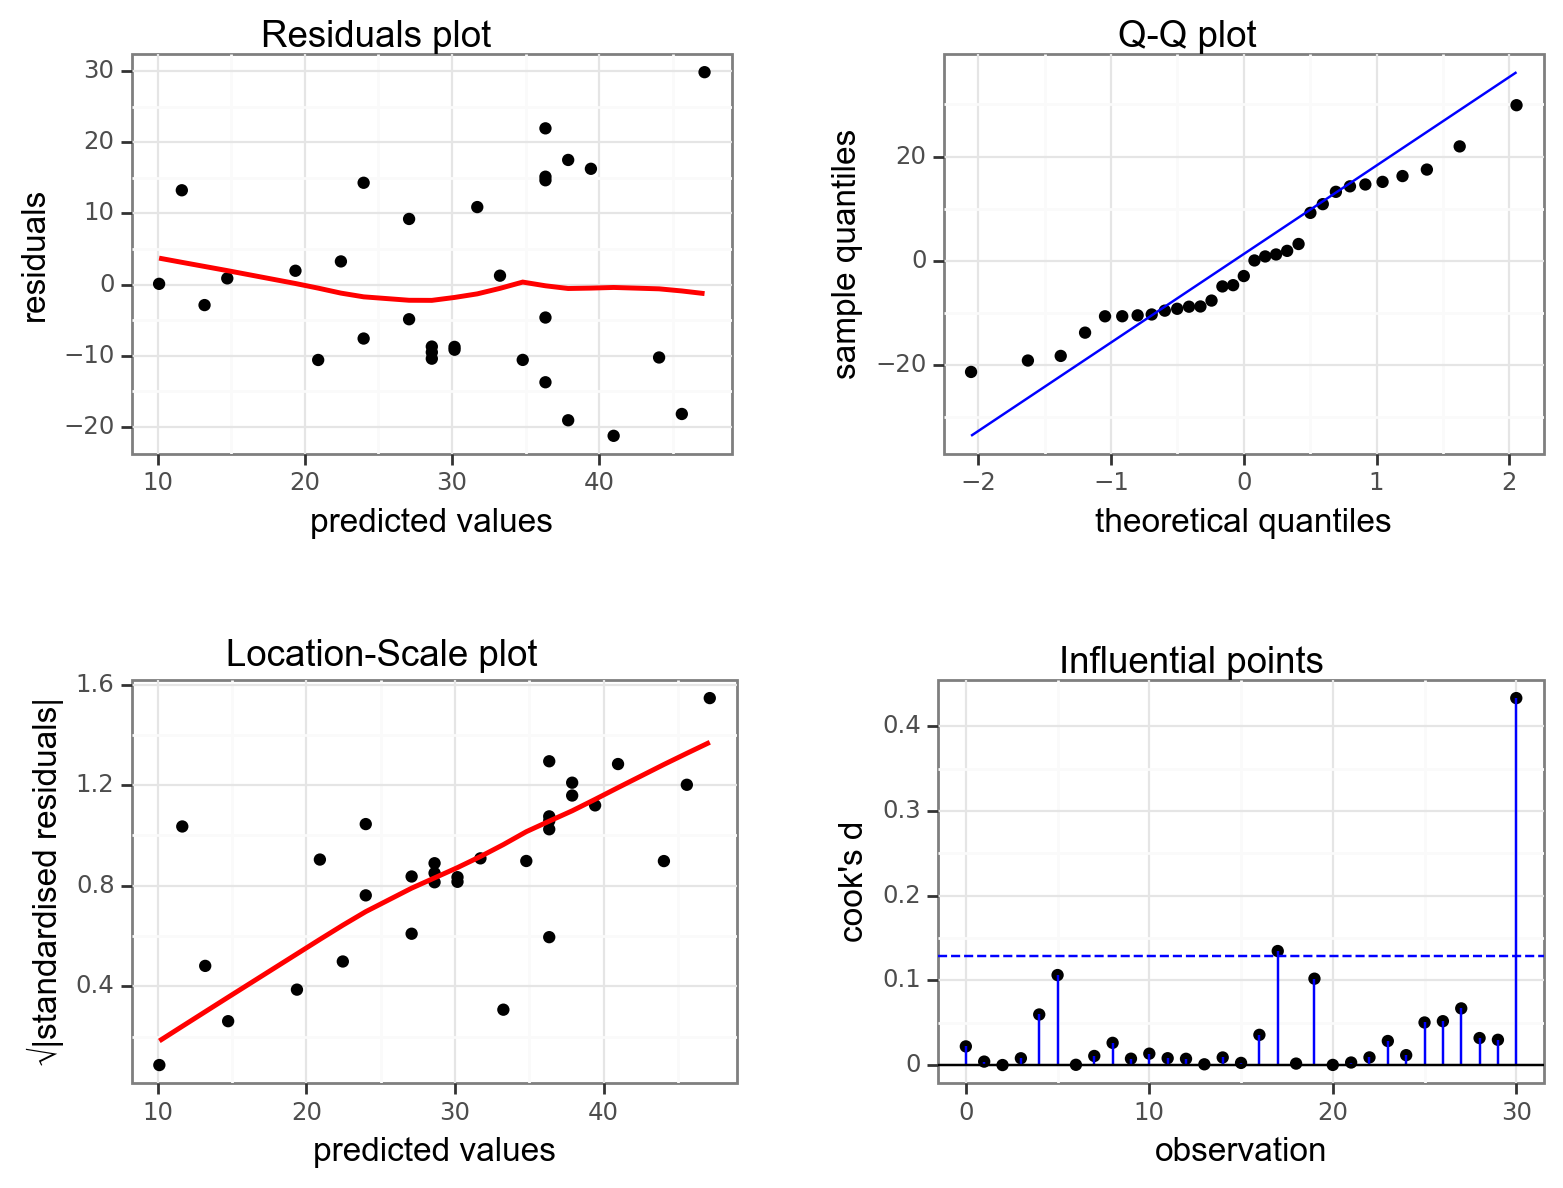 Residuals plot
30
20
10
0
−10
−20
residuals
10 20 30 40
predicted values
Q-Q plot
20
0
−20
sample quantiles
−2 −1 0 1 2
theoretical quantiles
Location-Scale plot
1.6
1.2
0.8
0.4
√|standardised residuals|
10 20 30 40
predicted values
Influential points
0.4
0.3
0.2
0.1
0
cook's d
0 10 20 30
observation